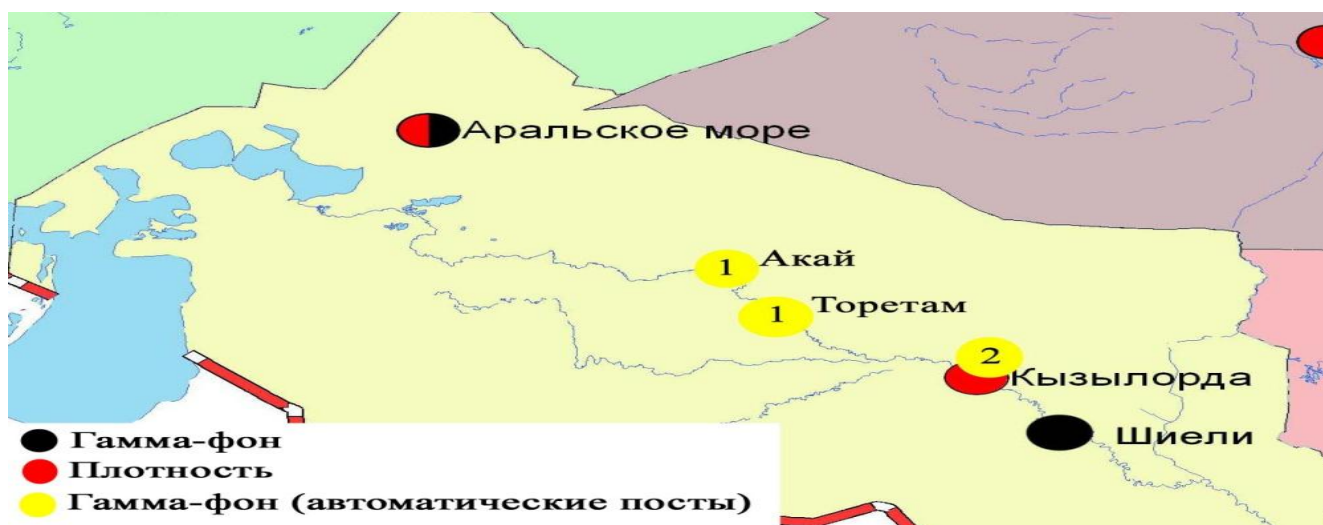 Аральское море
1 Акай
1 Торетам
2
Кызылорда
Шиели
Гамма-фон
Плотность
Гамма-фон (автоматические посты)